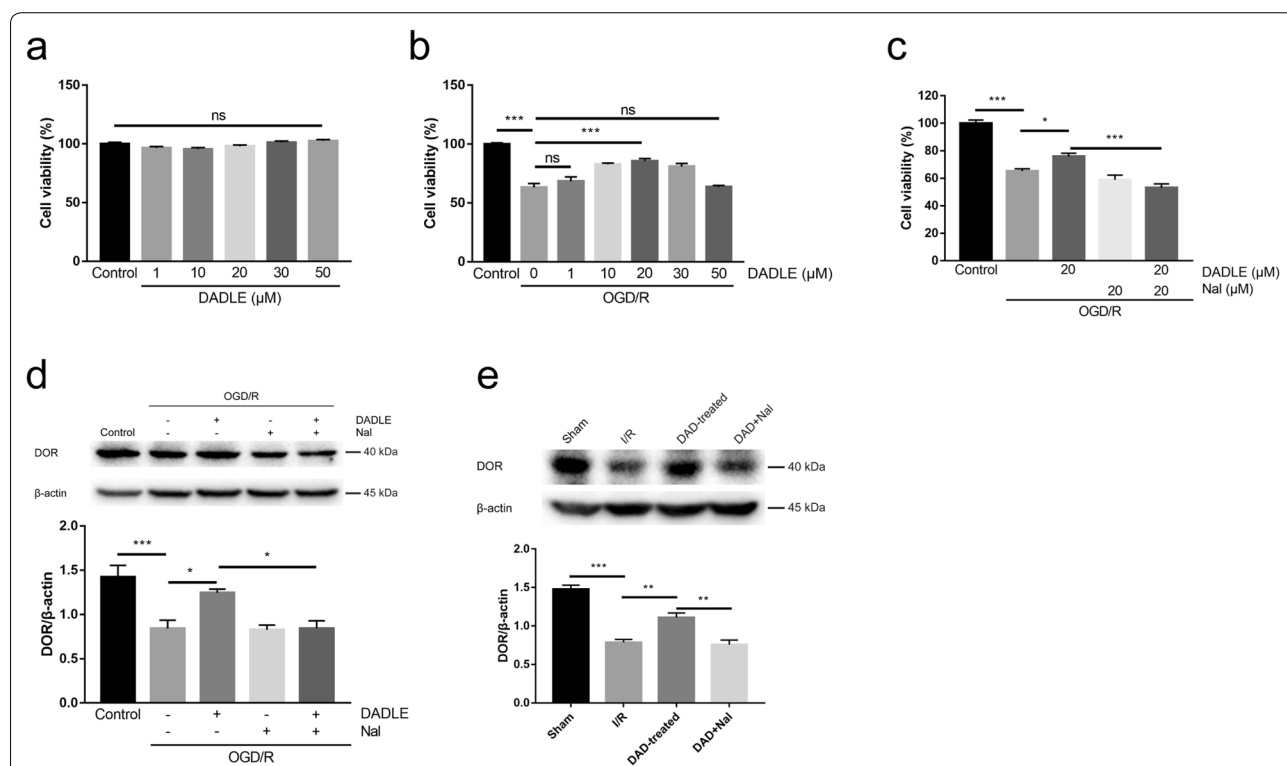 a
Cell viability (%)
150
100
50
0
ns
Control 1 10 20 30 50
DADLE (µM)
b
Cell viability (%)
150
100
50
0
ns
***
***
ns
Control 0 1 10 20 30 50 DADLE (µM)
OGD/R
c
Cell viability (%)
120
100
80
60
40
20
0
***
*
***
Control 20 20 DADLE (µM)
20 20 Nal (µM)
OGD/R
d
OGD/R
- + - + DADLE
Control - - + + Nal
DOR 40 kDa
β-actin 45 kDa
DOR/β-actin
2.0
1.5
1.0
0.5
0.0
***
*
*
Control - + - + DADLE
- - + + Nal
OGD/R
e
Sham I/R DAD-treated DAD+Nal
DOR 40 kDa
β-actin 45 kDa
DOR/β-actin
2.0
1.5
1.0
0.5
0.0
***
**
**
Sham I/R DAD-treated DAD+Nal